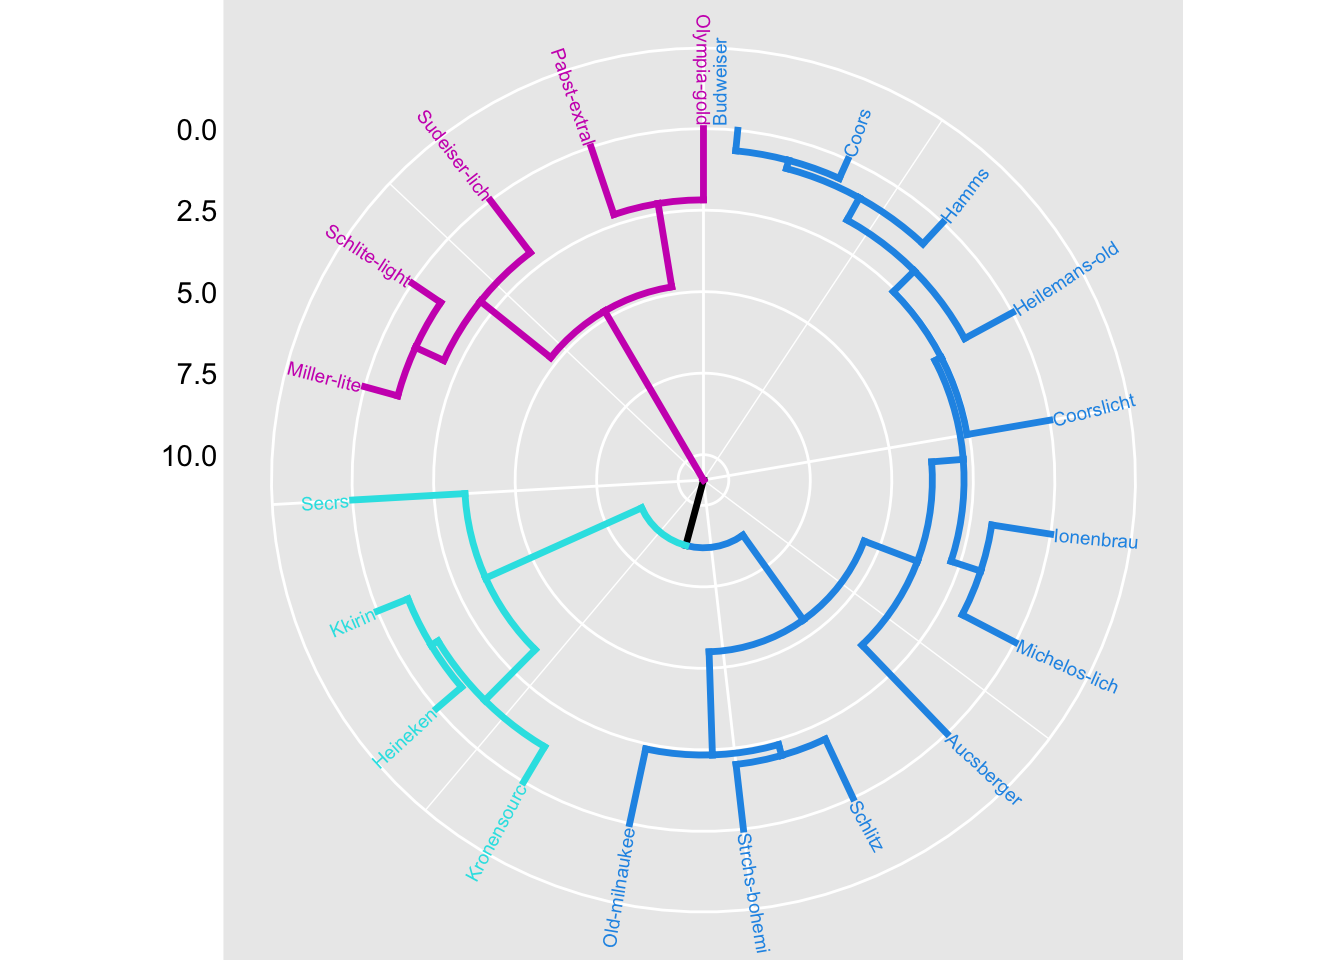 0.0
2.5
5.0
7.5
10.0
Olympia-gold
Budweiser
Coors
Hamms
Heilemans-old
Coorslicht
Ionenbrau
Michelos-lich
Aucsberger
Schlitz
Strchs-bohemi
Old-milnaukee
Kronensourc
Heineken
Kkirin
Secrs
Miller-lite
Schlite-light
Sudeiser-lich
Pabst-extral